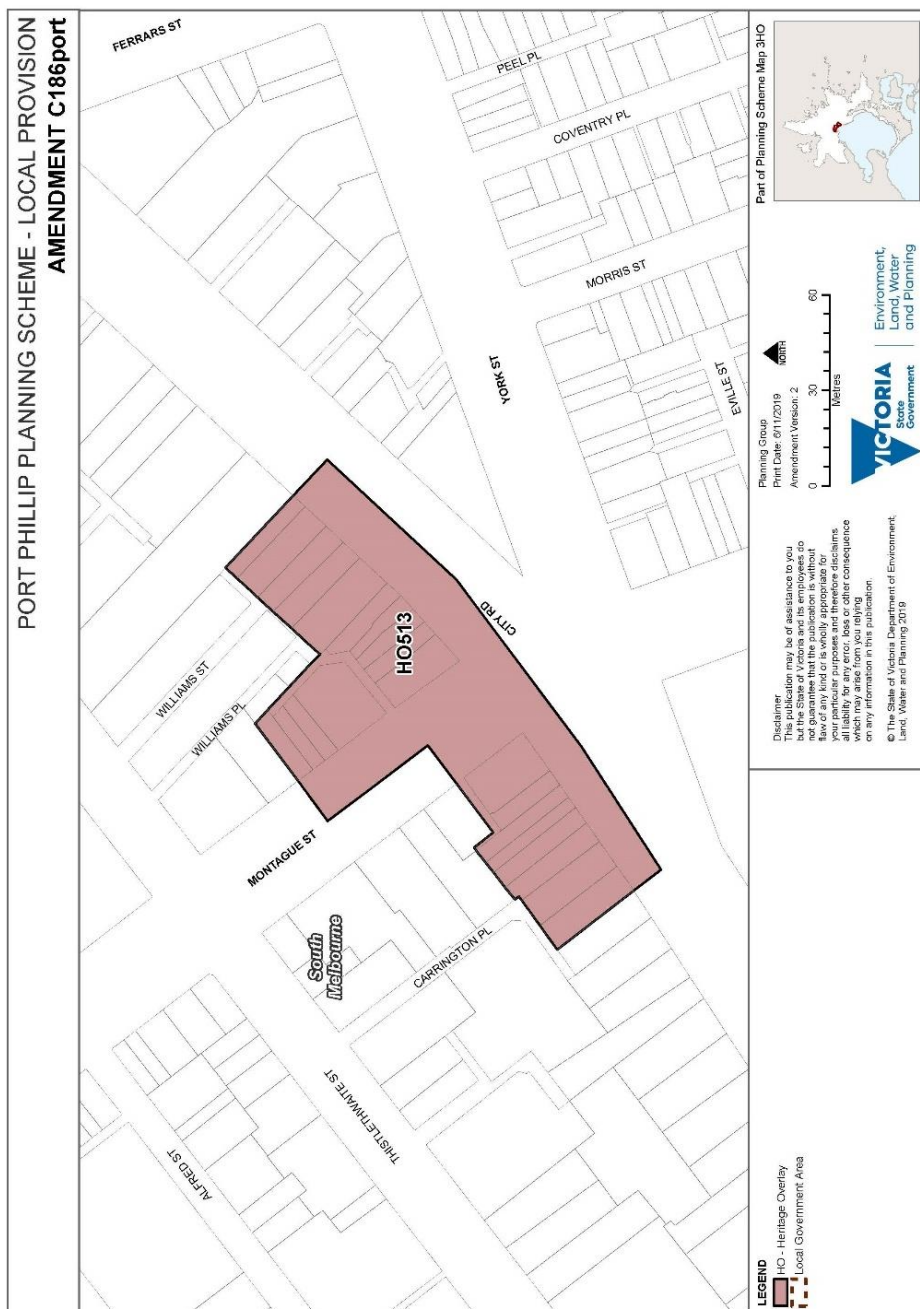 PORT PHILLIP PLANNING SCHEME - LOCAL PROVISION
AMENDMENT C186port
FERRARS ST
PEEL PL
COVENTRY PL
MORRIS ST
YORK ST
EVILLE ST
WILLIAMS ST
WILLIAMS PL
HO513
CITY RD
MONTAGUE ST
South
Melbourne
CARRINGTON PL
THISTLETHWAITE ST
ALFRED ST
LEGEND
HO - Heritage Overlay
Local Government Area
Disclaimer
This publication may be of assistance to you
but the State of Victoria and its employees do
not guarantee that the publication is without
flaw of any kind or is wholly appropriate for
your particular purposes and therefore disclaims
all liability for any error, loss or other consequence
which may arise from you relying
on any information in this publication.
© The State of Victoria Department of Environment,
Land, Water and Planning 2019
Planning Group
Print Date: 6/11/2019
Amendment Version: 2
NORTH
0 30 60
Metres
VICTORIA
State
Government
Environment,
Land, Water
and Planning
Part of Planning Scheme Map 3HO